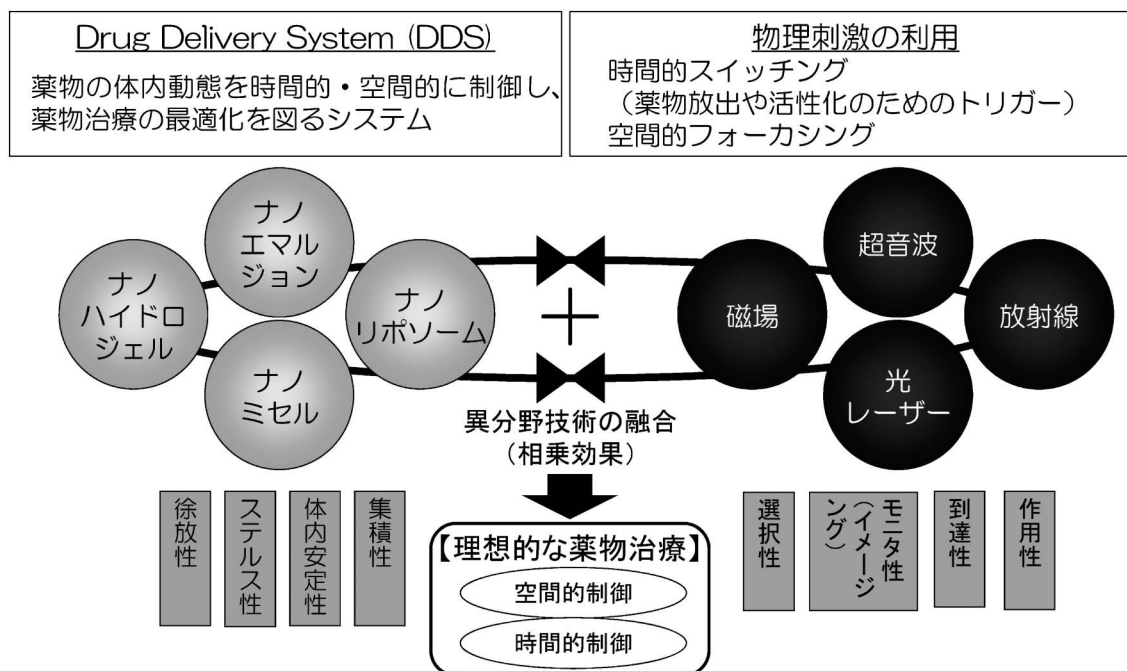 Drug Delivery System (DDS)
薬物の体内動態を時間的・空間的に制御し、
薬物治療の最適化を図るシステム
物理刺激の利用
時間的スイッチング
（薬物放出や活性化のためのトリガー）
空間的フォーカシング
ナノ
ハイドロ
ジェル
ナノ
エマル
ジョン
ナノ
ミセル
ナノ
リポソーム
磁場
超音波
光
レーザー
放射線
異分野技術の融合
（相乗効果）
徐放性
ステルス性
体内安定性
集積性
【理想的な薬物治療】
空間的制御
時間的制御
選択性
モニタ性
（イメージ
ング）
到達性
作用性